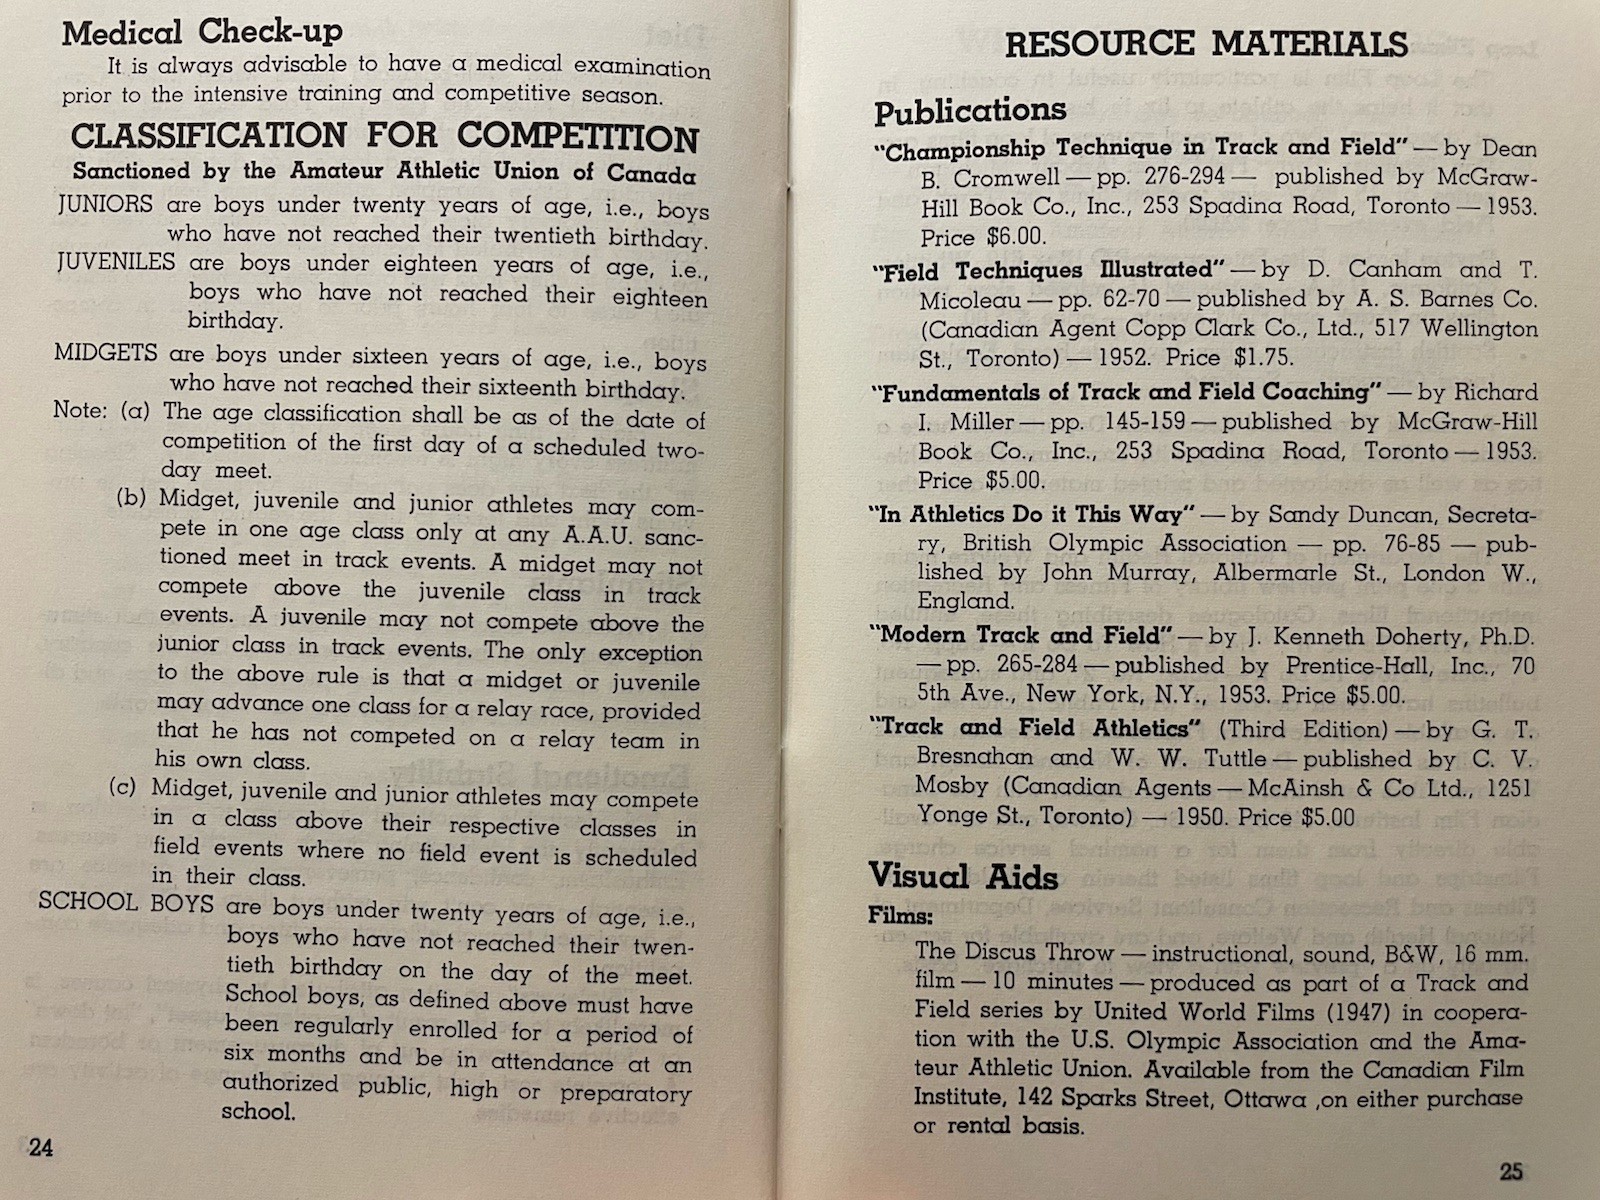 Medical Check-up
It is always advisable to have a medical examination
prior to the intensive training and competitive season.
CLASSIFICATION FOR COMPETITION
Sanctioned by the Amateur Athletic Union of Canada
JUNIORS are boys under twenty years of age, i.e., boys
who have not reached their twentieth birthday.
JUVENILES are boys under eighteen years of age, i.e.,
boys who have not reached their eighteen
birthday.
MIDGETS are boys under sixteen years of age, i.e., boys
who have not reached their sixteenth birthday.
Note: (a) The age classification shall be as of the date of
competition of the first day of a scheduled two-
day meet.
(b) Midget, juvenile and junior athletes may com-
pete in one age class only at any A.A.U. sanc-
tioned meet in track events. A midget may not
compete above the juvenile class in track
events. A juvenile may not compete above the
junior class in track events. The only exception
to the above rule is that a midget or juvenile
may advance one class for a relay race, provided
that he has not competed on a relay team in
his own class.
(c) Midget, juvenile and junior athletes may compete
in a class above their respective classes in
field events where no field event is scheduled
in their class.
SCHOOL BOYS are boys under twenty years of age, i.e.,
boys who have not reached their twen-
tieth birthday on the day of the meet.
School boys, as defined above must have
been regularly enrolled for a period of
six months and be in attendance at an
authorized public, high or preparatory
school.
24
RESOURCE MATERIALS
Publications
"Championship Technique in Track and Field" — by Dean
B. Cromwell — pp. 276-294 — published by McGraw-
Hill Book Co., Inc., 253 Spadina Road, Toronto — 1953.
Price $6.00.
"Field Techniques Illustrated" — by D. Canham and T.
Micoleau — pp. 62-70 — published by A. S. Barnes Co.
(Canadian Agent Copp Clark Co., Ltd., 517 Wellington
St., Toronto) — 1952. Price $1.75.
"Fundamentals of Track and Field Coaching" — by Richard
I. Miller — pp. 145-159 — published by McGraw-Hill
Book Co., Inc., 253 Spadina Road, Toronto — 1953.
Price $5.00.
"In Athletics Do it This Way" — by Sandy Duncan, Secreta-
ry, British Olympic Association — pp. 76-85 — pub-
lished by John Murray, Albermarle St., London W.,
England.
"Modern Track and Field" — by J. Kenneth Doherty, Ph.D.
— pp. 265-284 — published by Prentice-Hall, Inc., 70
5th Ave., New York, N.Y., 1953. Price $5.00.
"Track and Field Athletics" (Third Edition) — by G. T.
Bresnahan and W. W. Tuttle — published by C. V.
Mosby (Canadian Agents — McAinsh & Co Ltd., 1251
Yonge St., Toronto) — 1950. Price $5.00
Visual Aids
Films:
The Discus Throw — instructional, sound, B&W, 16 mm.
film — 10 minutes — produced as part of a Track and
Field series by United World Films (1947) in coopera-
tion with the U.S. Olympic Association and the Ama-
teur Athletic Union. Available from the Canadian Film
Institute, 142 Sparks Street, Ottawa ,on either purchase
or rental basis.
25